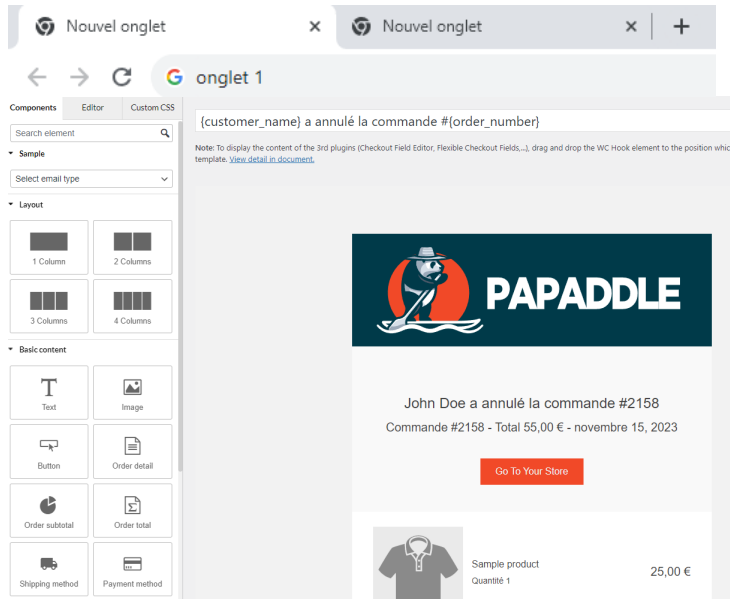 Nouvel onglet
Nouvel onglet
onglet 1
Components
Editor
Custom CSS
{customer_name} a annulé la commande #{order_number}
Search element
Note: To display the content of the 3rd plugins (Checkout Field Editor, Flexible Checkout Fields,...), drag and drop the WC Hook element to the position whic
template. View detail in document.
Sample
Select email type
Layout
1 Column
2 Columns
3 Columns
4 Columns
PAPADDLE
Basic content
Text
Image
John Doe a annulé la commande #2158
Commande #2158 - Total 55,00 € - novembre 15, 2023
Button
Order detail
Go To Your Store
Order subtotal
Order total
Shipping method
Payment method
Sample product
Quantité 1
25,00 €